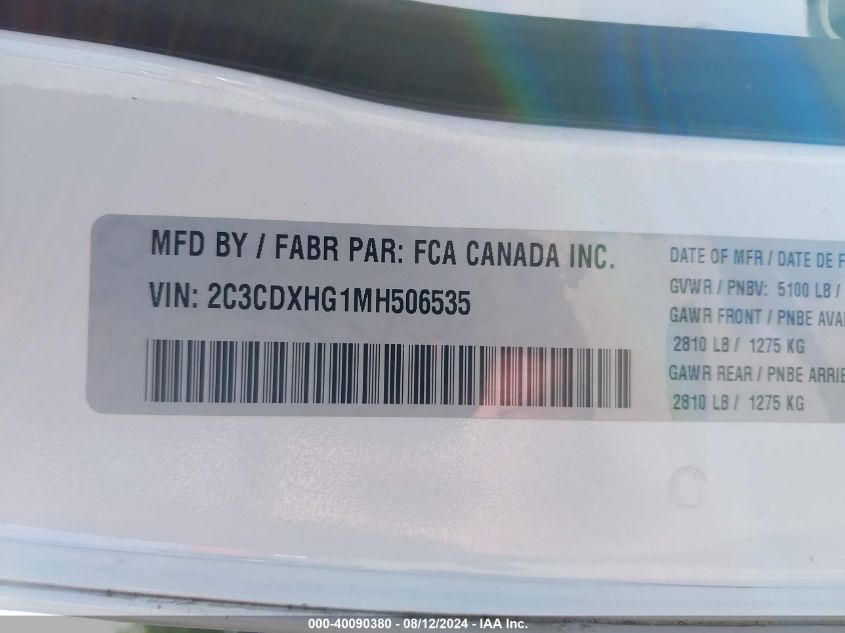 MFD BY / FABR PAR: FCA CANADA INC.
VIN: 2C3CDXHG1MH506535
DATE OF MFR / DATE DE F
GVWR / PNBV: 5100 LB /
GAWR FRONT / PNBE AVA
2810 LB / 1275 KG
GAWR REAR / PNBE ARRIE
2810 LB / 1275 KG
000-40090380 - 08/12/2024 - IAA Inc.